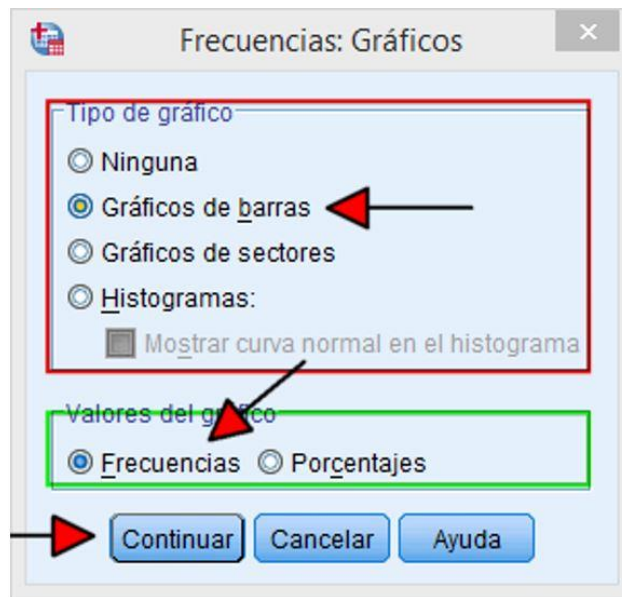 Frecuencias: Gráficos
Tipo de gráfico
Ninguna
Gráficos de barras
Gráficos de sectores
Histogramas:
Mostrar curva normal en el histograma
Valores del gráfico
Frecuencias Porcentajes
Continuar Cancelar Ayuda